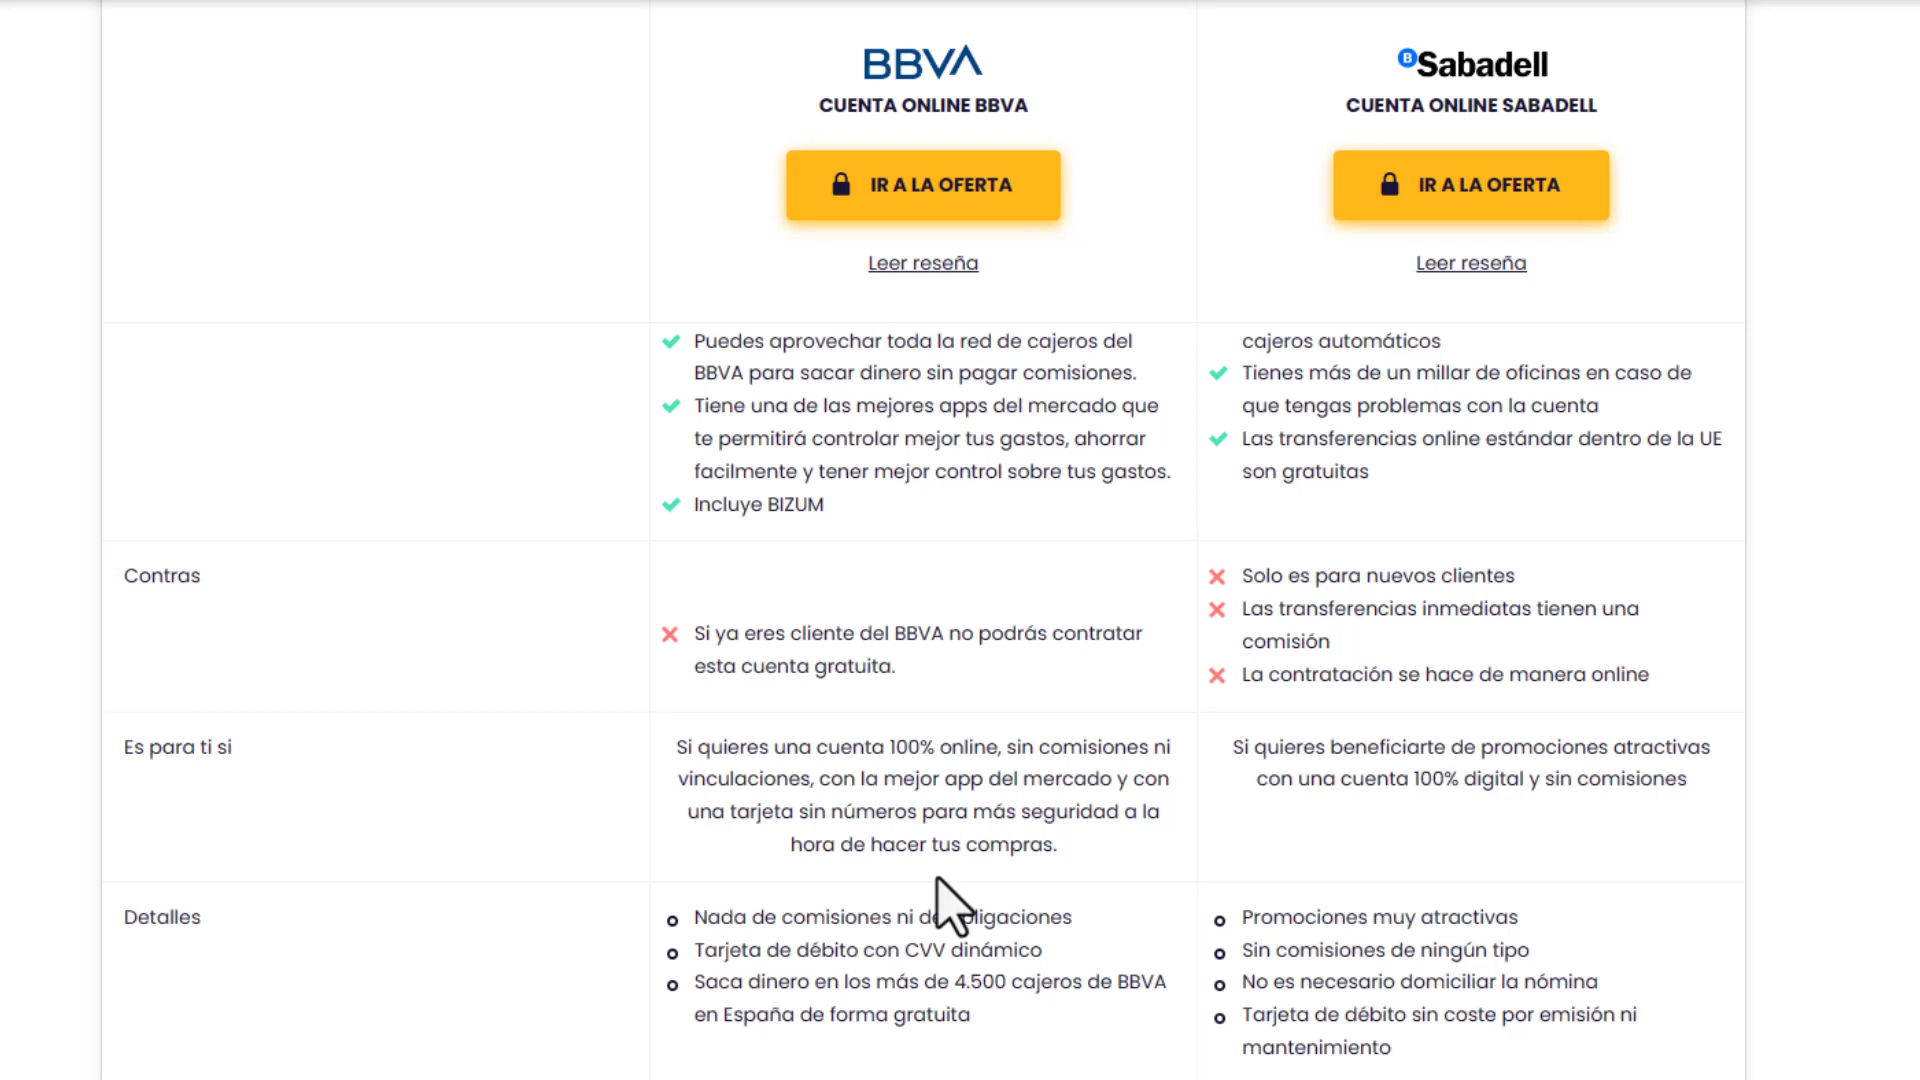 BBVA
CUENTA ONLINE BBVA
IR A LA OFERTA
Leer reseña
B Sabadell
CUENTA ONLINE SABADELL
IR A LA OFERTA
Leer reseña
Puedes aprovechar toda la red de cajeros del
BBVA para sacar dinero sin pagar comisiones.
Tiene una de las mejores apps del mercado que
te permitirá controlar mejor tus gastos, ahorrar
facilmente y tener mejor control sobre tus gastos.
Incluye BIZUM
cajeros automáticos
Tienes más de un millar de oficinas en caso de
que tengas problemas con la cuenta
Las transferencias online estándar dentro de la UE
son gratuitas
Contras
Si ya eres cliente del BBVA no podrás contratar
esta cuenta gratuita.
Solo es para nuevos clientes
Las transferencias inmediatas tienen una
comisión
La contratación se hace de manera online
Es para ti si
Si quieres una cuenta 100% online, sin comisiones ni
vinculaciones, con la mejor app del mercado y con
una tarjeta sin números para más seguridad a la
hora de hacer tus compras.
Si quieres beneficiarte de promociones atractivas
con una cuenta 100% digital y sin comisiones
Detalles
Nada de comisiones ni
Tarjeta de débito con CVV dinámico
Saca dinero en los más de 4.500 cajeros de BBVA
en España de forma gratuita
Promociones muy atractivas
Sin comisiones de ningún tipo
No es necesario domiciliar la nómina
Tarjeta de débito sin coste por emisión ni
mantenimiento